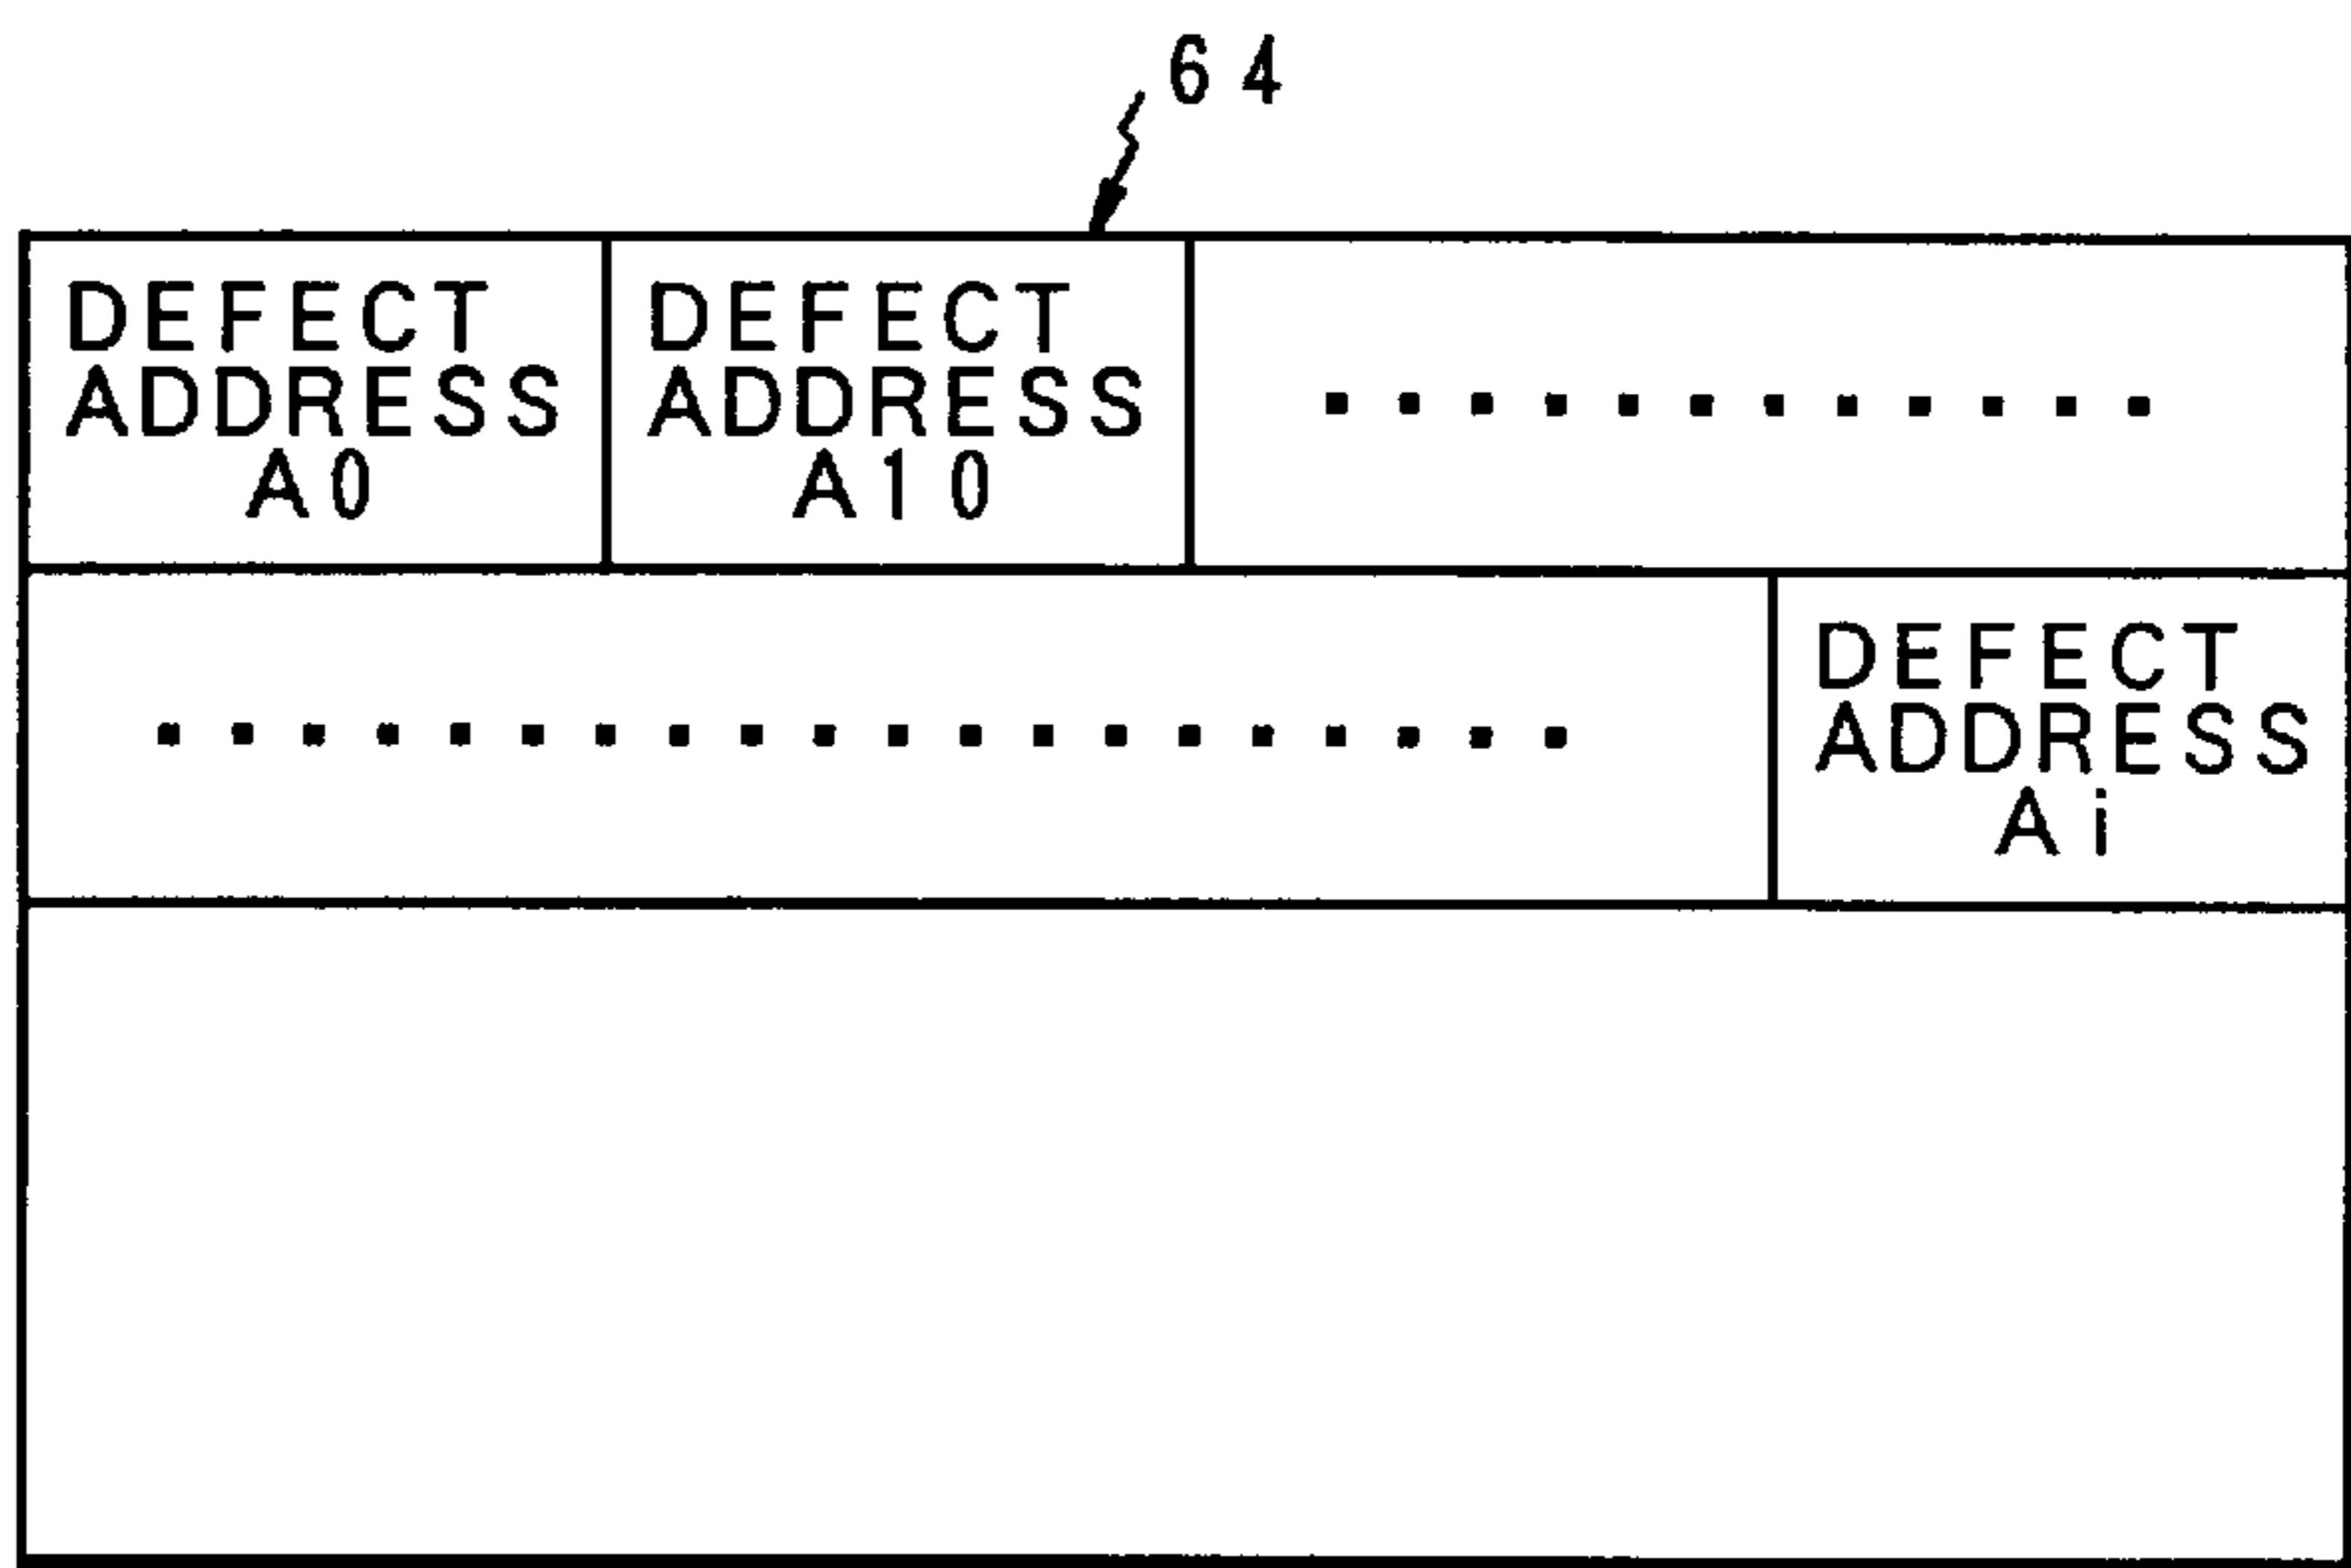 64
DEFECT
ADDRESS
A0
DEFECT
ADDRESS
A10
............
....................
DEFECT
ADDRESS
Ai